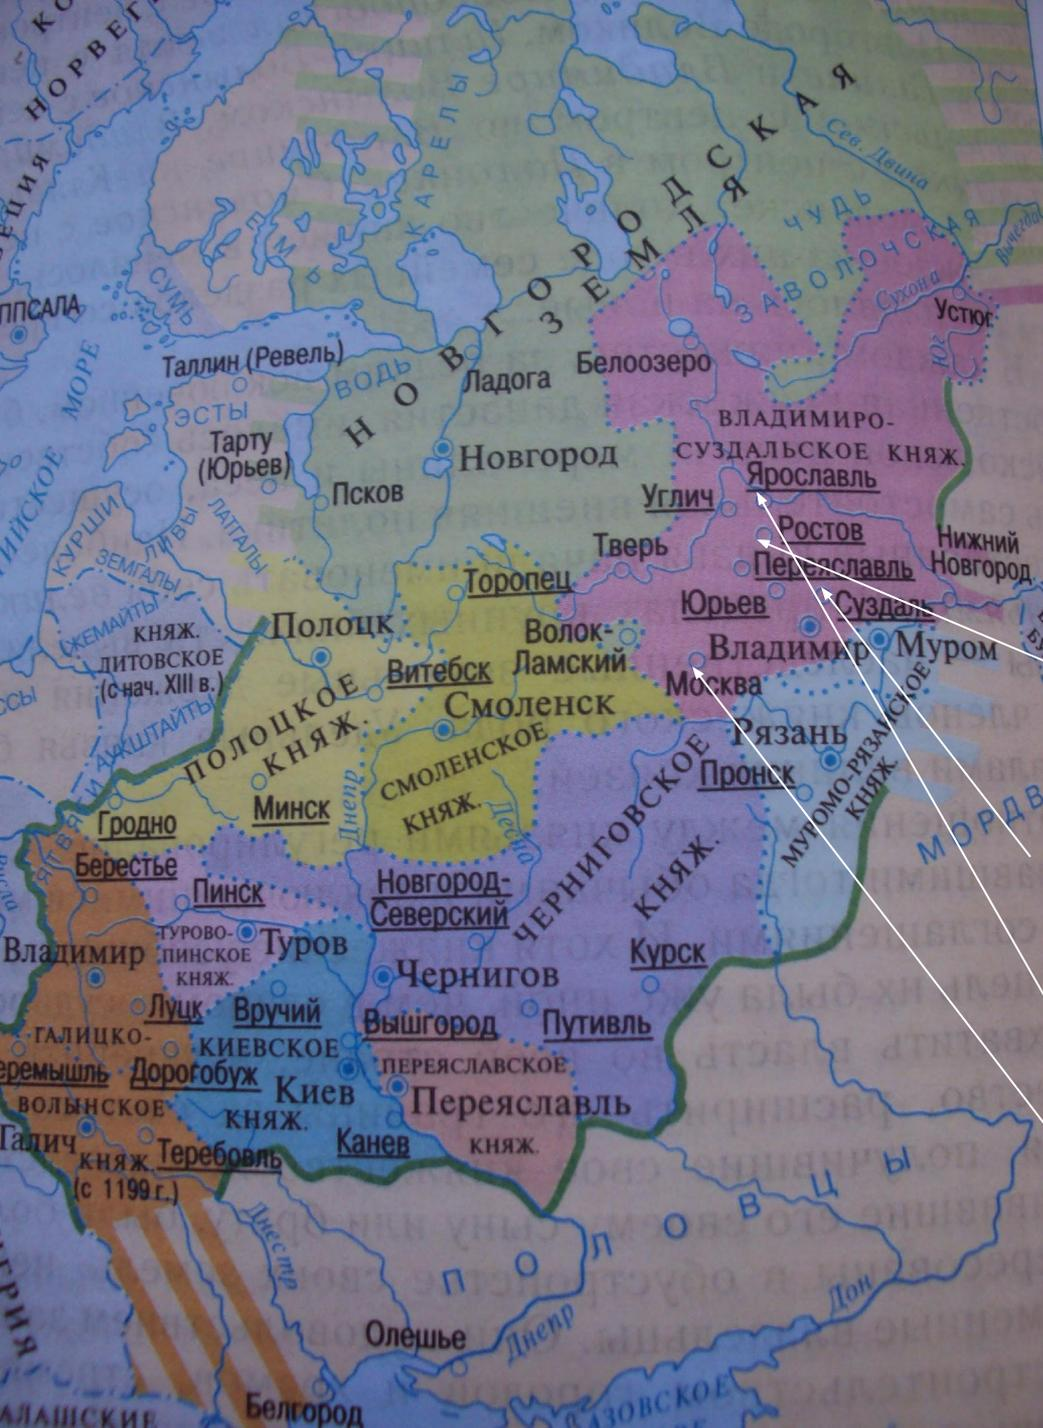 НОРВЕГ
ППСАЛА
МОРЕ
СУМЬ
КАРЕЛЫ
НОВГОРОДСКАЯ
ЗЕМЛЯ
Сев. Двина
ЧУДЬ
ЗАВОЛОЧСКАЯ
Вычегда
Сухона
Устюг
Юг
Таллин (Ревель)
ВОДЬ
ЭСТЫ
Ладога
Белоозеро
Тарту
(Юрьев)
Псков
Новгород
ВЛАДИМИРО-
СУЗДАЛЬСКОЕ КНЯЖ.
Ярославль
Углич
Ростов
Тверь
Переяславль
Нижний
Новгород
КУРШИ
ЛИВЫ
ЛАТГАЛЫ
ЗЕМГАЛЫ
ЖЕМАЙТЫ
КНЯЖ.
ЛИТОВСКОЕ
(с нач. XIII в.)
АУКШТАЙТЫ
ЯТВЯГИ
Торопец
Юрьев
Суздаль
Полоцк
Волок-
Ламский
Владимир
Муром
Витебск
Москва
Смоленск
ПОЛОЦКОЕ
КНЯЖ.
СМОЛЕНСКОЕ
КНЯЖ.
Рязань
Пронск
МУРОМО-РЯЗАНСКОЕ
КНЯЖ.
МОРДВ
Днепр
Десна
Минск
Гродно
Берестье
Пинск
Новгород-
Северский
ЧЕРНИГОВСКОЕ
КНЯЖ.
ТУРОВО-
ПИНСКОЕ
КНЯЖ.
Туров
Владимир
Курск
Чернигов
Луцк
Вручий
Вышгород
Путивль
ГАЛИЦКО-
КИЕВСКОЕ
ПЕРЕЯСЛАВСКОЕ
еремышль
Дорогобуж
Киев
ВОЛЫНСКОЕ
КНЯЖ.
Переяславль
КНЯЖ.
Галич
КНЯЖ.
(с 1199 г.)
Теребовль
Канев
ПОЛОВЦЫ
Днестр
Олешье
Днепр
Дон
Белгород
АЗОВСКОЕ
АЛАШСКИЕ